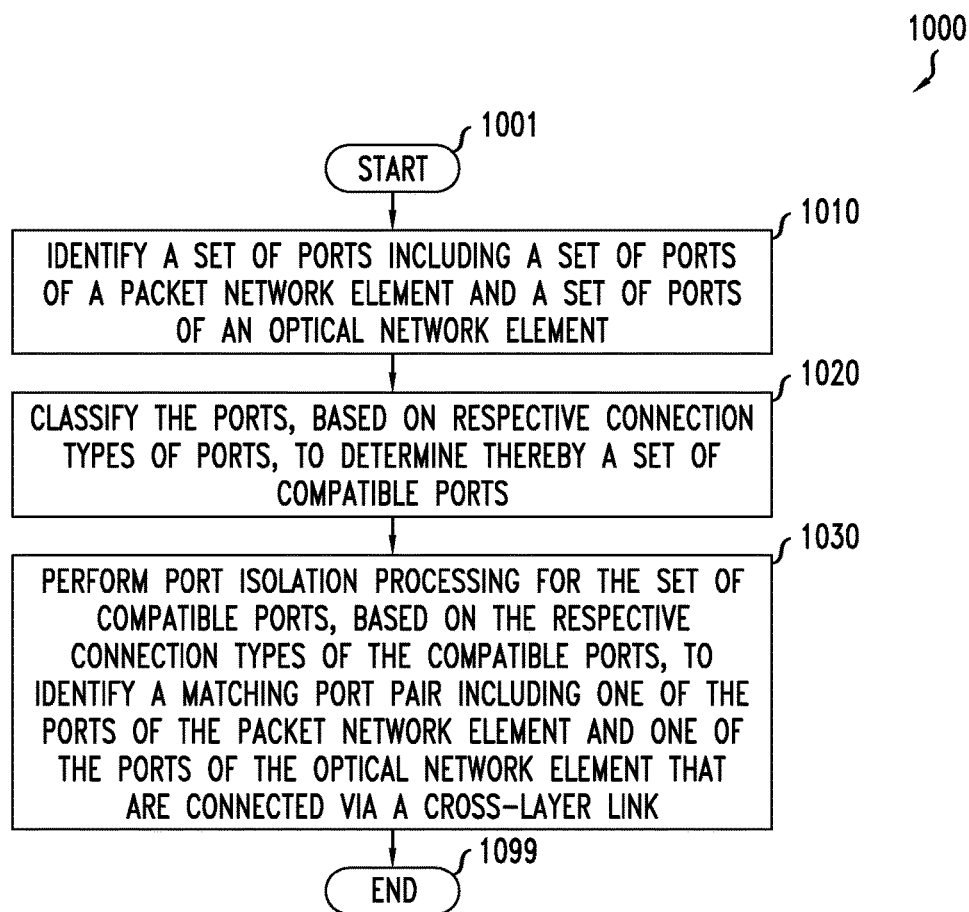 1000
1001
START
1010
IDENTIFY A SET OF PORTS INCLUDING A SET OF PORTS
OF A PACKET NETWORK ELEMENT AND A SET OF PORTS
OF AN OPTICAL NETWORK ELEMENT
1020
CLASSIFY THE PORTS, BASED ON RESPECTIVE CONNECTION
TYPES OF PORTS, TO DETERMINE THEREBY A SET OF
COMPATIBLE PORTS
1030
PERFORM PORT ISOLATION PROCESSING FOR THE SET OF
COMPATIBLE PORTS, BASED ON THE RESPECTIVE
CONNECTION TYPES OF THE COMPATIBLE PORTS, TO
IDENTIFY A MATCHING PORT PAIR INCLUDING ONE OF THE
PORTS OF THE PACKET NETWORK ELEMENT AND ONE OF
THE PORTS OF THE OPTICAL NETWORK ELEMENT THAT
ARE CONNECTED VIA A CROSS-LAYER LINK
1099
END